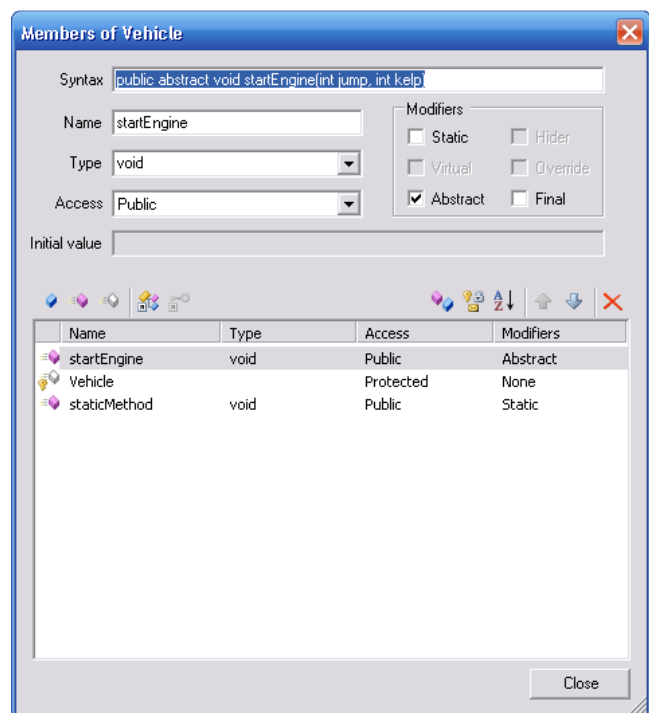 Members of Vehicle
Syntax public abstract void startEngine(int jump, int kelp)
Name startEngine
Modifiers
Static Hider
Type void
Virtual Override
Access Public
Abstract Final
Initial value
Name Type Access Modifiers
startEngine void Public Abstract
Vehicle Protected None
staticMethod void Public Static
Close